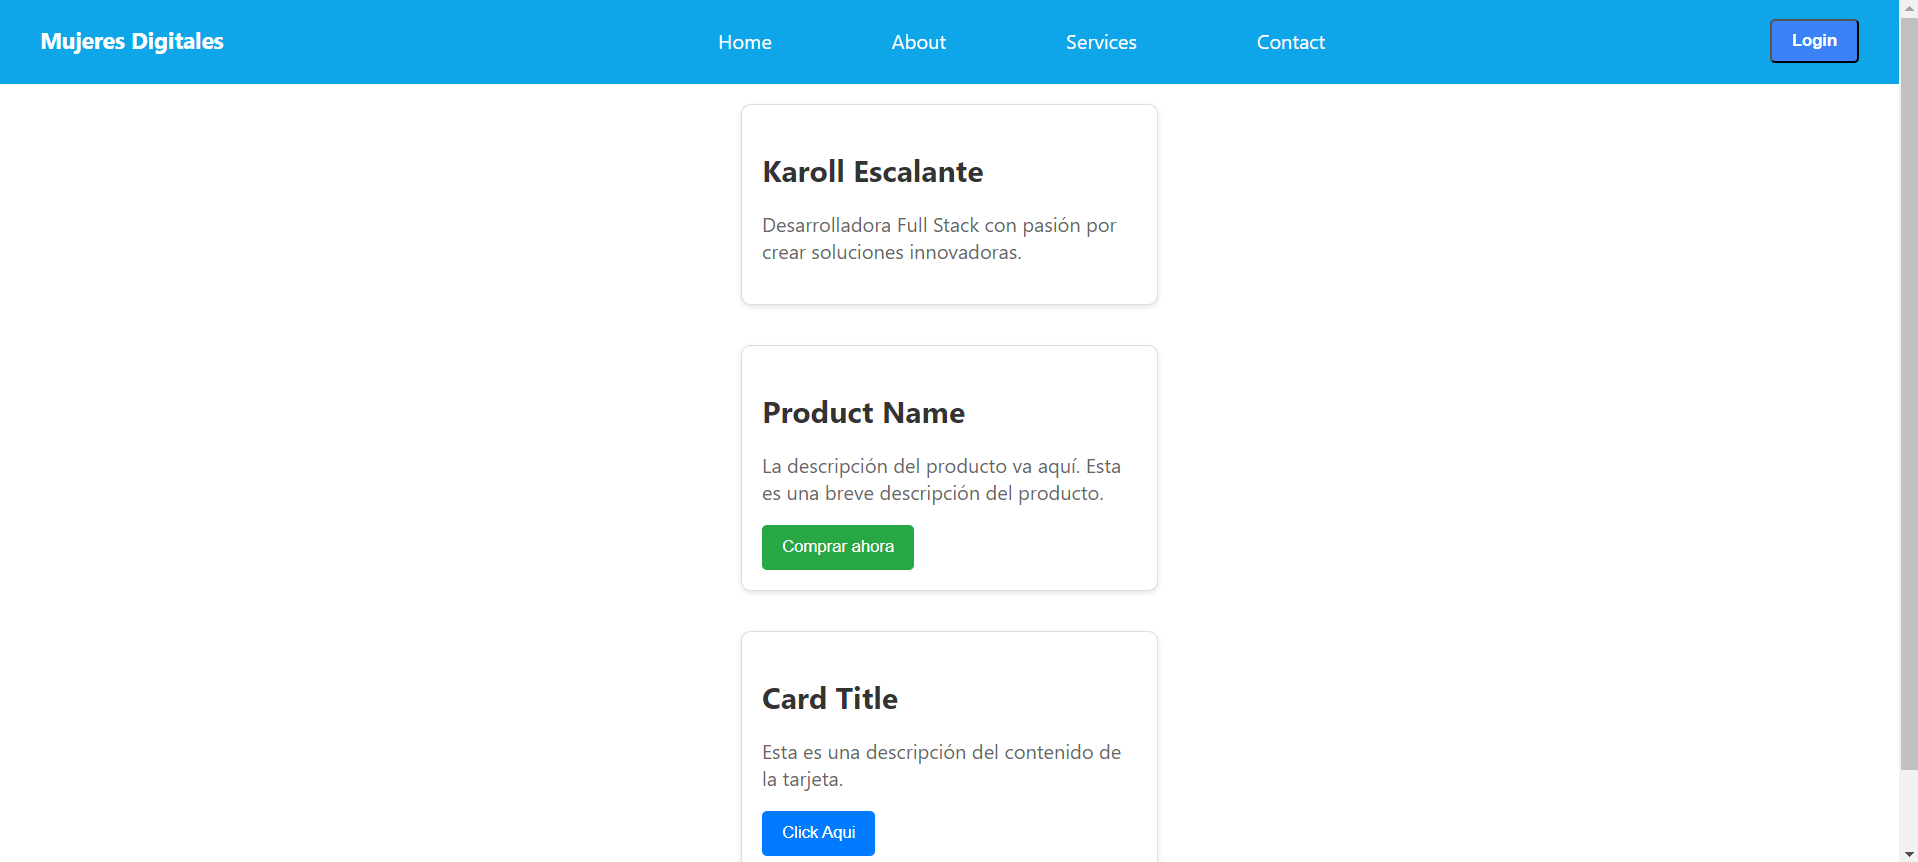 Mujeres Digitales
Home
About
Services
Contact
Login
Karoll Escalante
Desarrolladora Full Stack con pasión por
crear soluciones innovadoras.
Product Name
La descripción del producto va aquí. Esta
es una breve descripción del producto.
Comprar ahora
Card Title
Esta es una descripción del contenido de
la tarjeta.
Click Aqui